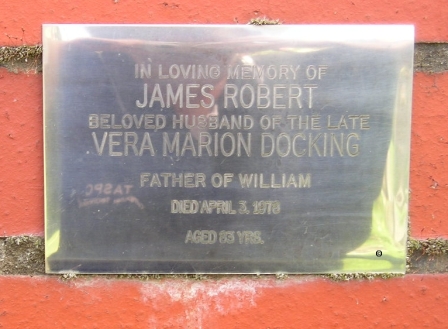 IN LOVING MEMORY OF
JAMES ROBERT
BELOVED HUSBAND OF THE LATE
VERA MARION DOCKING
FATHER OF WILLIAM
DIED APRIL 3, 1978
AGED 83 YRS.